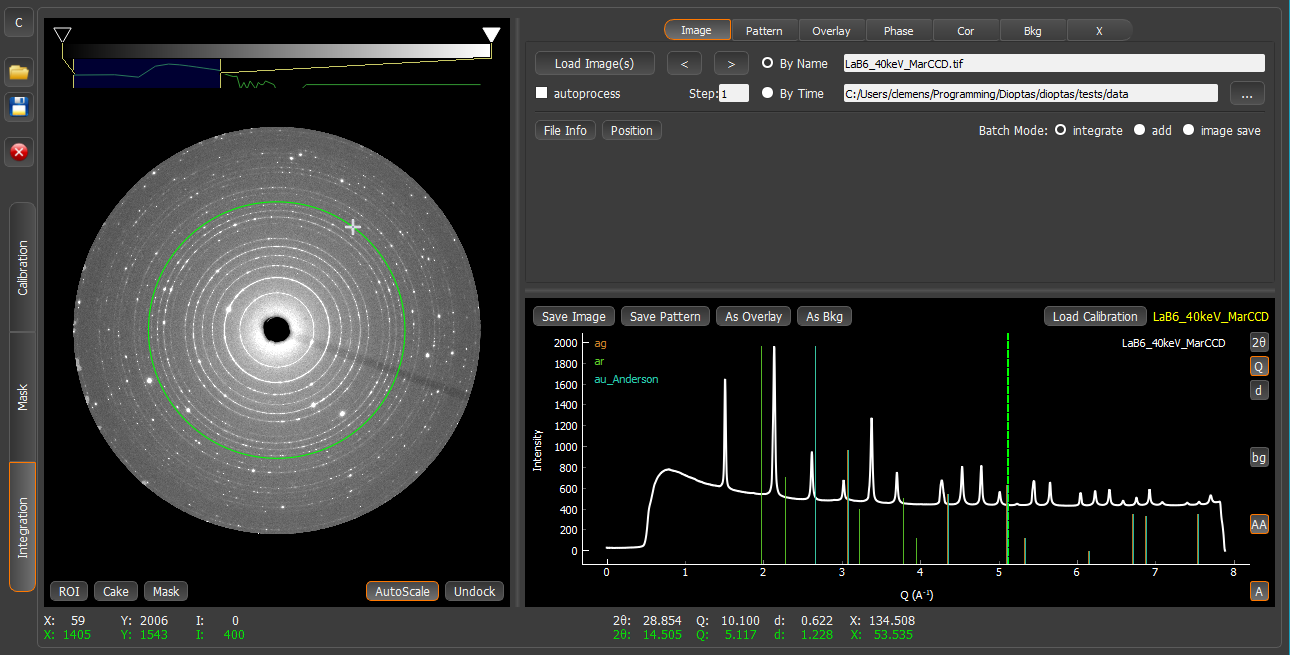 C
Calibration
Mask
Integration
Image Pattern Overlay Phase Cor Bkg X
Load Image(s) < > By Name LaB6_40keV_MarCCD.tif
autoprocess Step: 1 By Time C:/Users/clemens/Programming/Dioptas/dioptas/tests/data ...
File Info Position Batch Mode: integrate add image save
Save Image Save Pattern As Overlay As Bkg Load Calibration LaB6_40keV_MarCCD
LaB6_40keV_MarCCD
ag
ar
au_Anderson
2θ
Q
d
bg
AA
A
Intensity
2000
1800
1600
1400
1200
1000
800
600
400
200
0
0 1 2 3 4 5 6 7 8
Q (A⁻¹)
ROI Cake Mask AutoScale Undock
X: 59 Y: 2006 I: 0 2θ: 28.854 Q: 10.100 d: 0.622 X: 134.508
X: 1405 Y: 1543 I: 400 2θ: 14.505 Q: 5.117 d: 1.228 X: 53.535